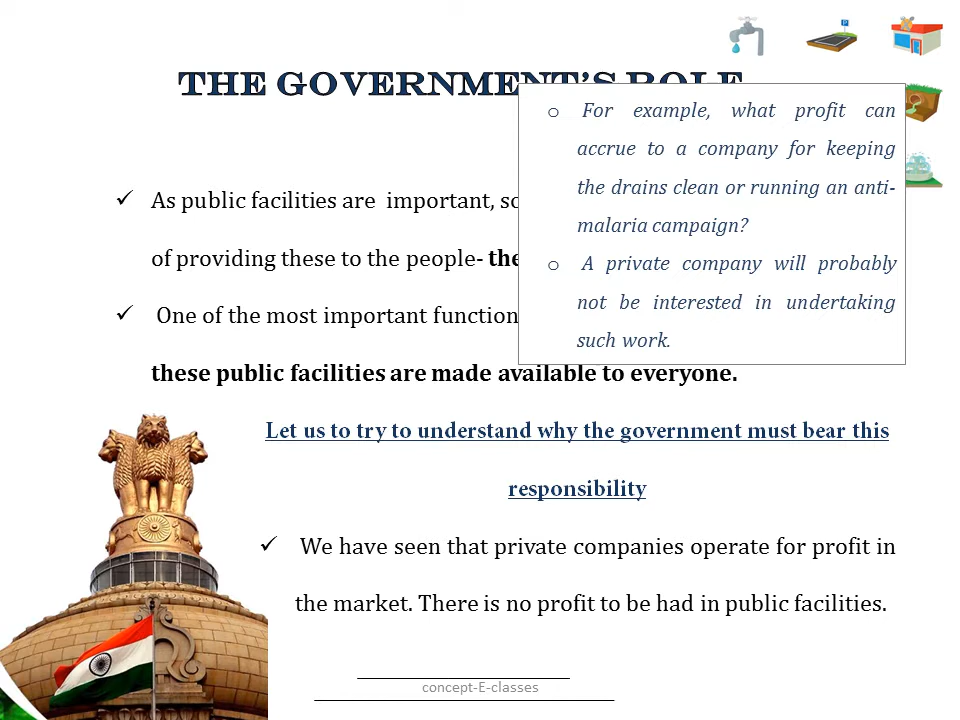 THE GOVERNMENT'S ROLE
✓ As public facilities are important, so
of providing these to the people- the
✓ One of the most important function
these public facilities are made available to everyone.
o For example, what profit can
accrue to a company for keeping
the drains clean or running an anti-
malaria campaign?
o A private company will probably
not be interested in undertaking
such work.
Let us to try to understand why the government must bear this
responsibility
✓ We have seen that private companies operate for profit in
the market. There is no profit to be had in public facilities.
concept-E-classes